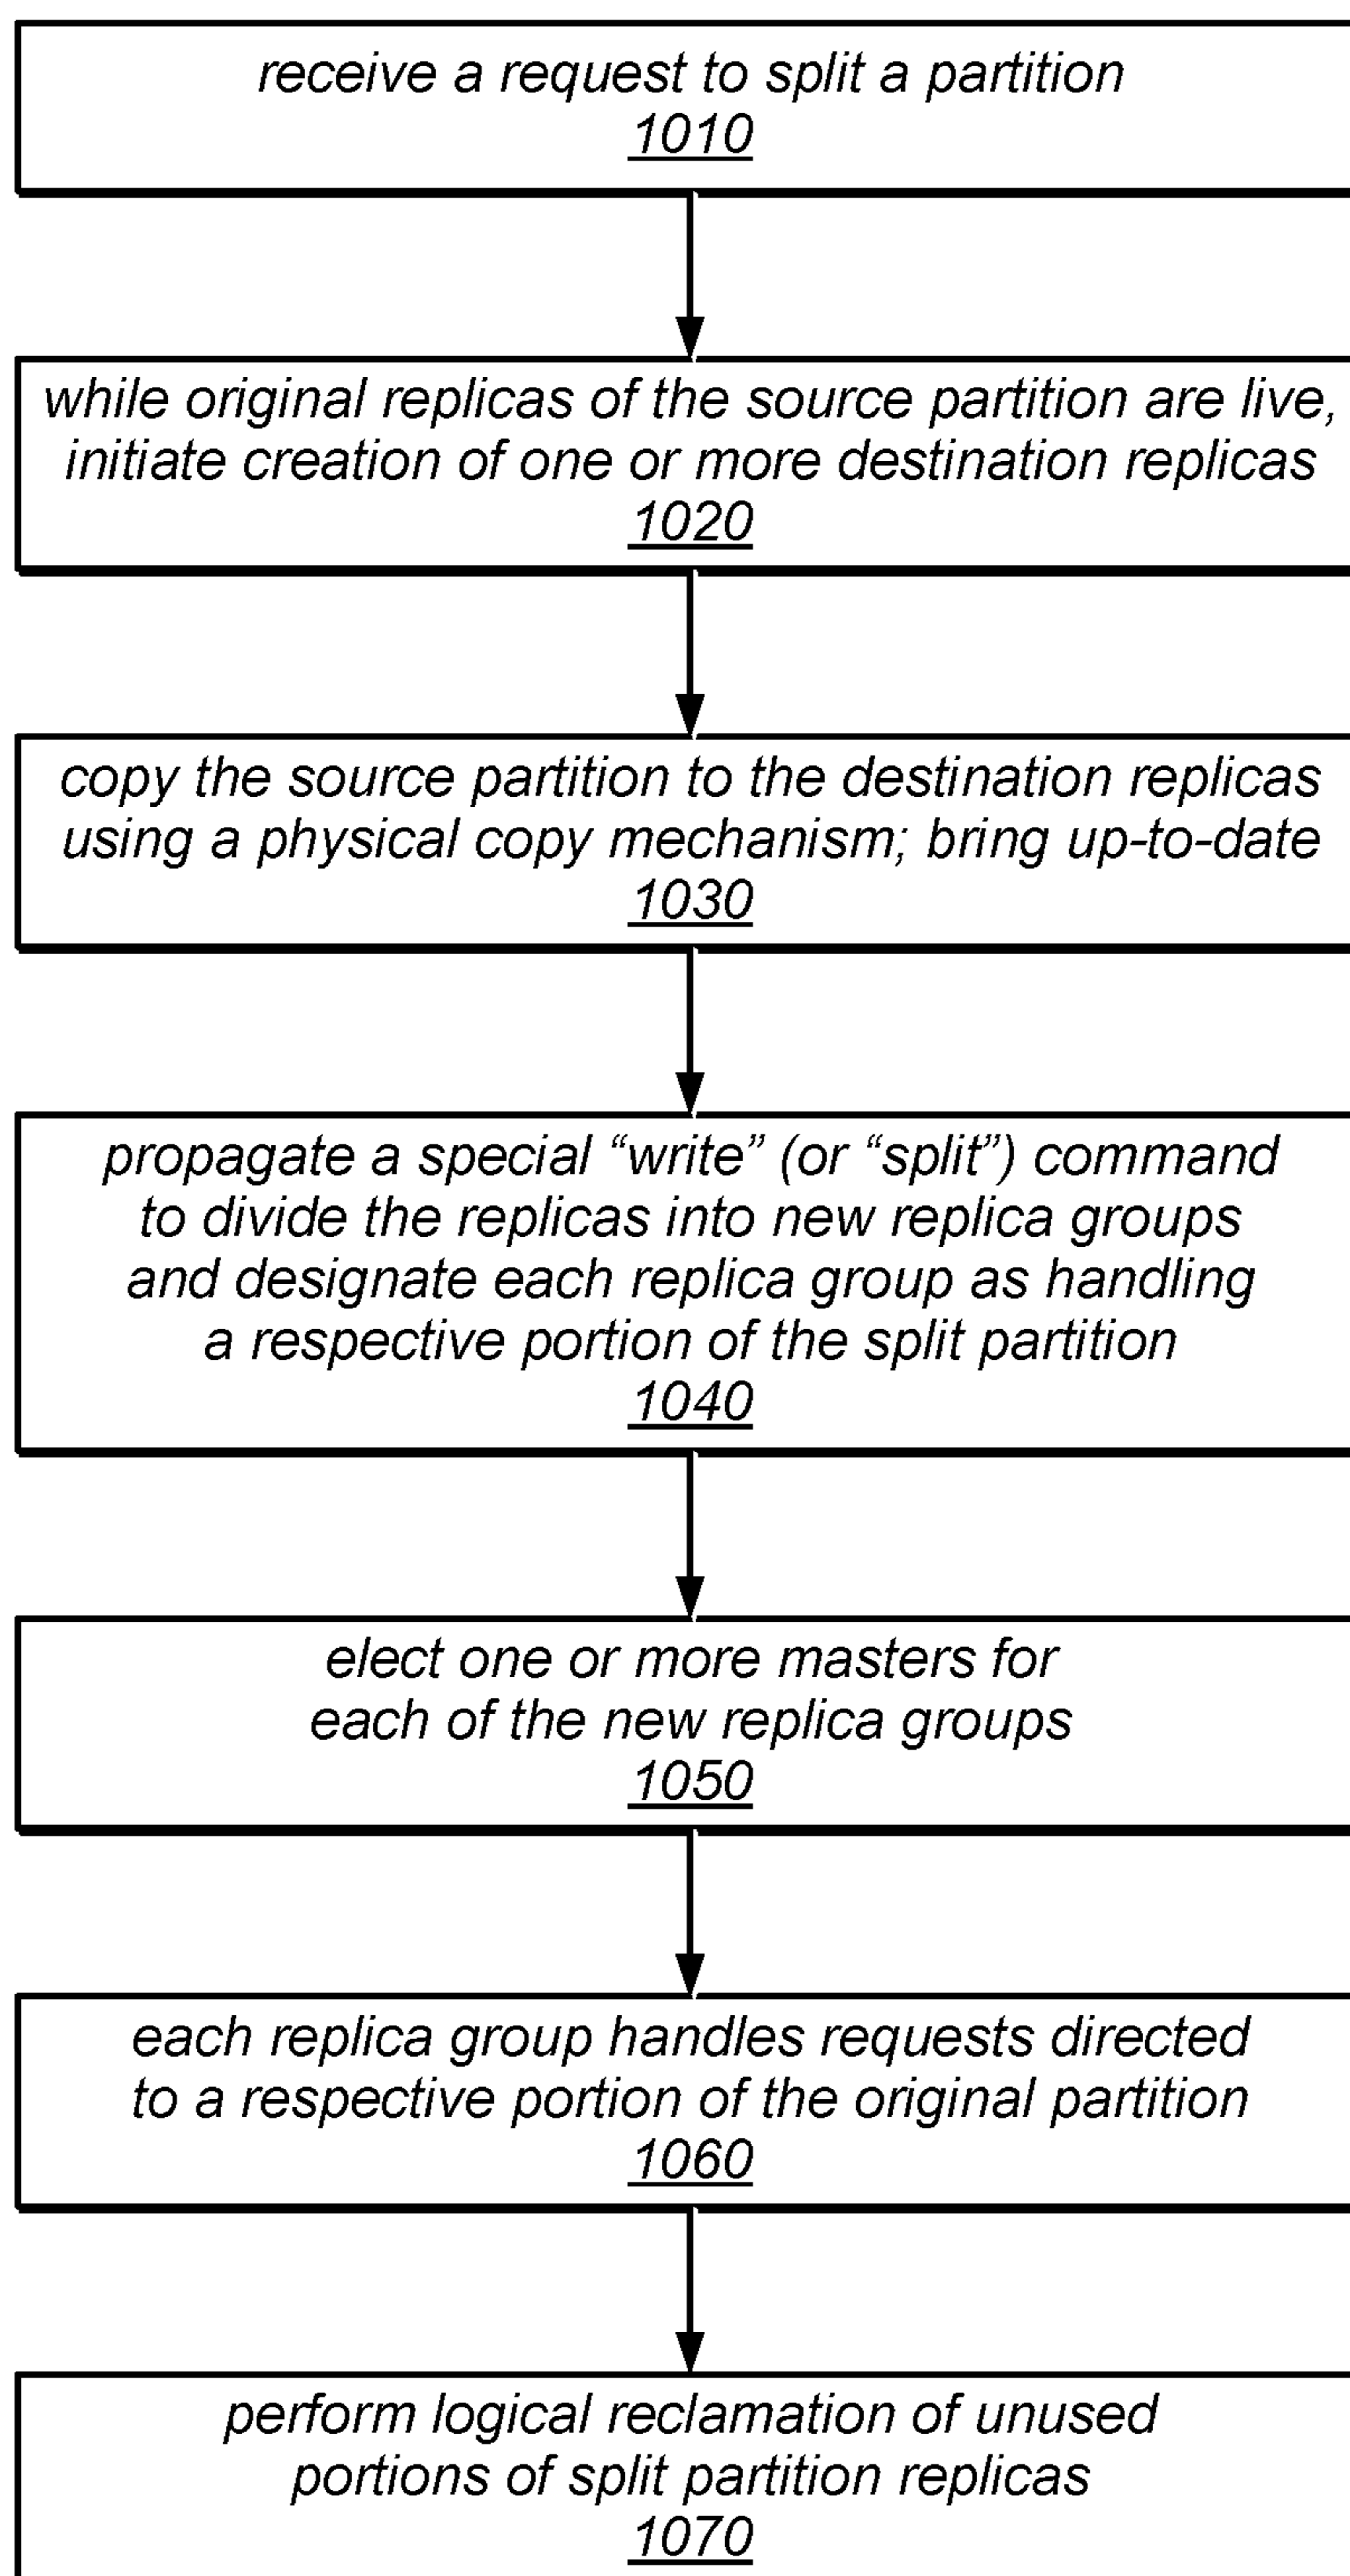 receive a request to split a partition
1010
while original replicas of the source partition are live,
initiate creation of one or more destination replicas
1020
copy the source partition to the destination replicas
using a physical copy mechanism; bring up-to-date
1030
propagate a special “write” (or “split”) command
to divide the replicas into new replica groups
and designate each replica group as handling
a respective portion of the split partition
1040
elect one or more masters for
each of the new replica groups
1050
each replica group handles requests directed
to a respective portion of the original partition
1060
perform logical reclamation of unused
portions of split partition replicas
1070